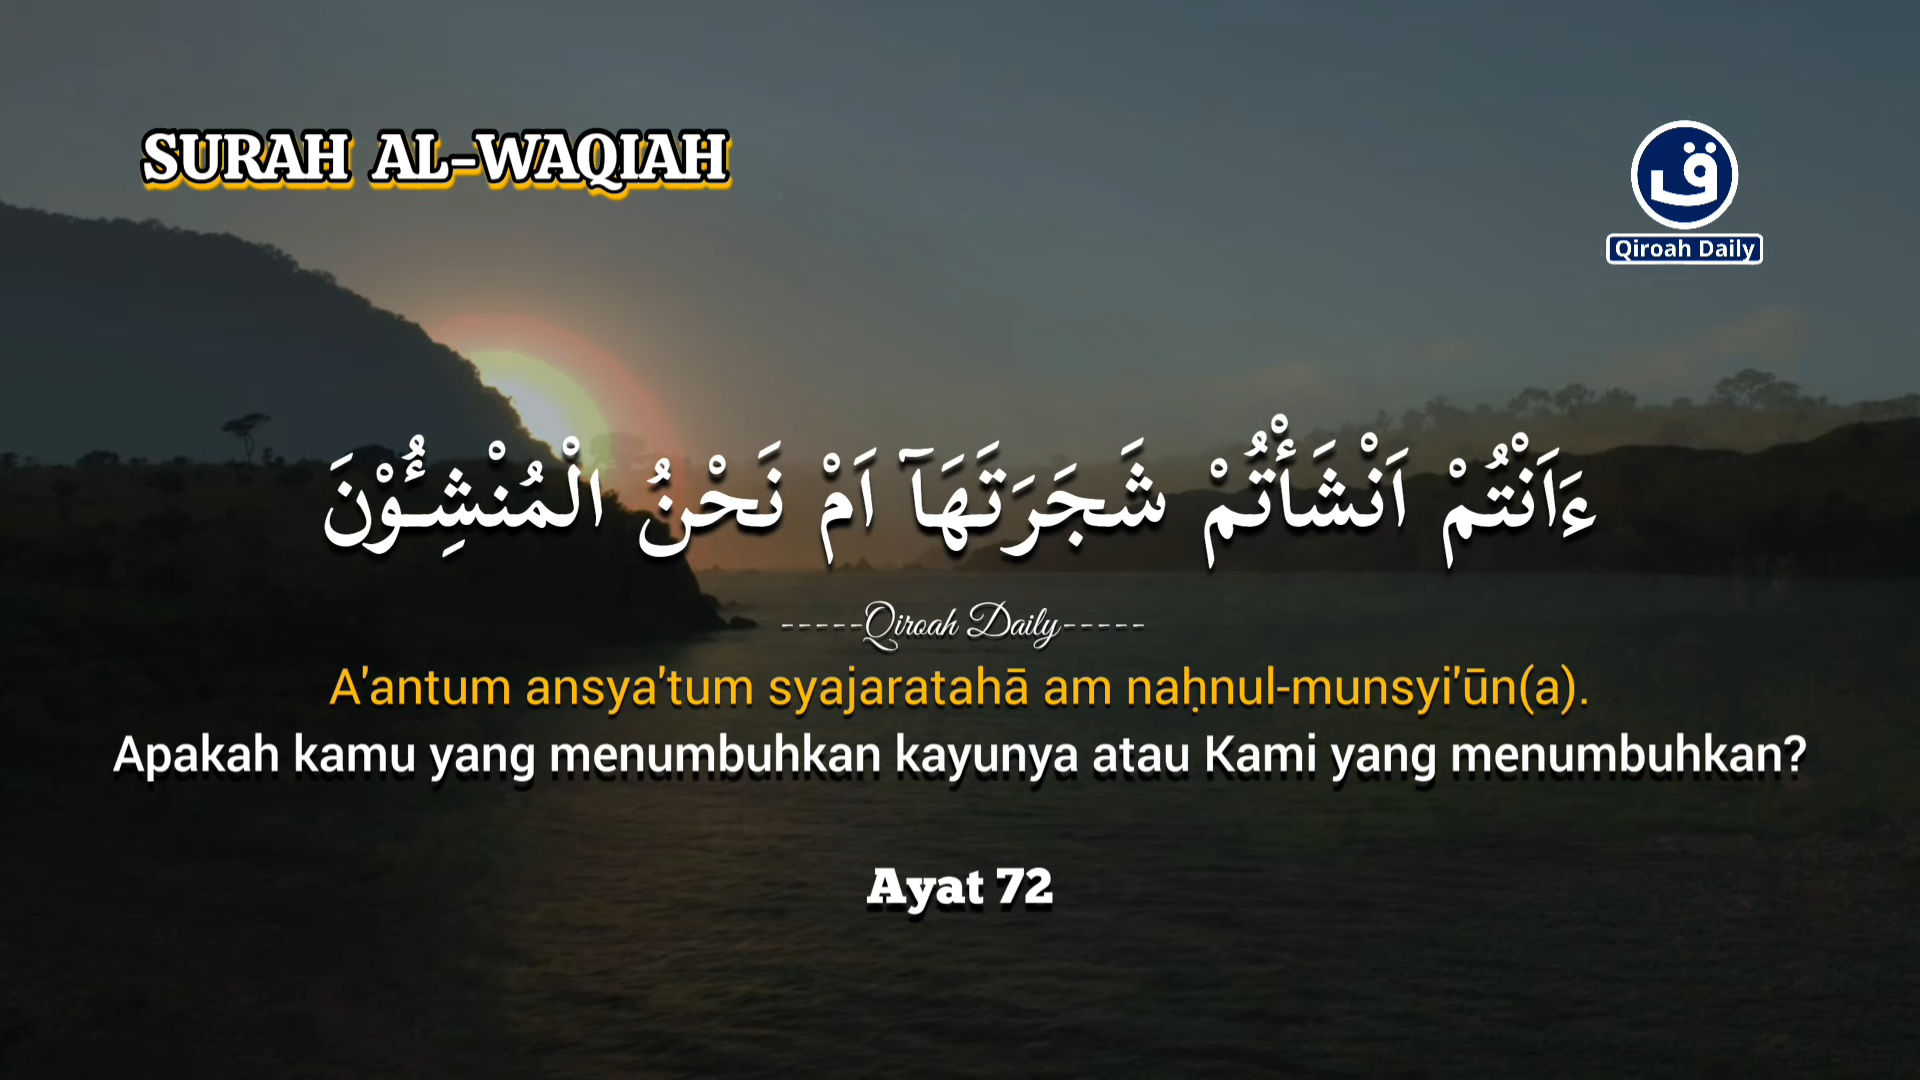 SURAH AL-WAQIAH
ق
Qiroah Daily
ءَاَنْتُمْ اَنْشَأْتُمْ شَجَرَتَهَآ اَمْ نَحْنُ الْمُنْشِـُٔوْنَ
-----Qiroah Daily-----
A'antum ansya'tum syajaratahā am naḥnul-munsyi'ūn(a).
Apakah kamu yang menumbuhkan kayunya atau Kami yang menumbuhkan?
Ayat 72